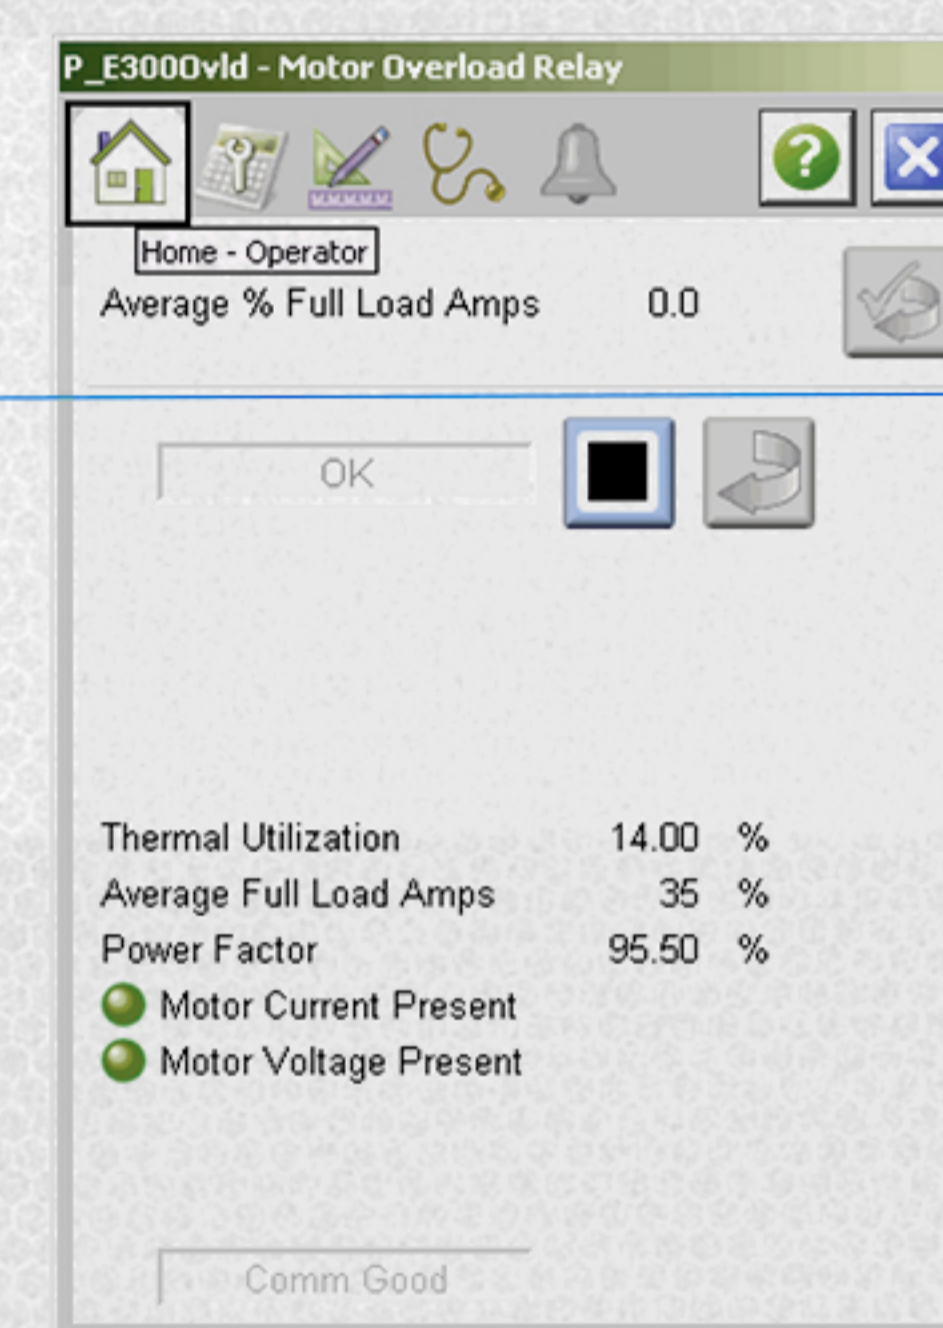 P_E300Ovld - Motor Overload Relay
Home - Operator
Average % Full Load Amps 0.0
OK
Thermal Utilization 14.00 %
Average Full Load Amps 35 %
Power Factor 95.50 %
Motor Current Present
Motor Voltage Present
Comm Good